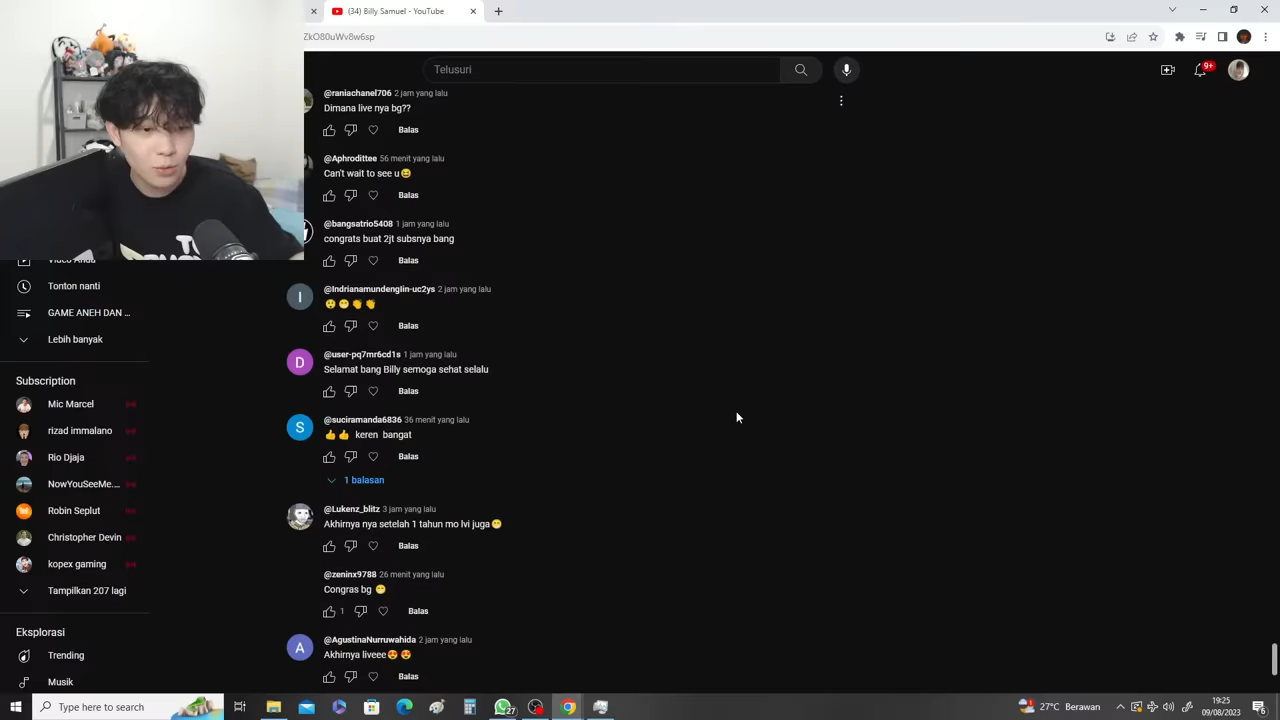 (34) Billy Samuel - YouTube
ZkO80uWv8w6sp
Telusuri
9+
@raniachanel706 2 jam yang lalu
Dimana live nya bg??
Balas
@Aphrodittee 56 menit yang lalu
Can't wait to see u😆
Balas
@bangsatrio5408 1 jam yang lalu
congrats buat 2jt subsnya bang
Balas
I
@IndrianamundengIin-uc2ys 2 jam yang lalu
😲😁👏👏
Balas
D
@user-pq7mr6cd1s 1 jam yang lalu
Selamat bang Billy semoga sehat selalu
Balas
S
@suciramanda6836 36 menit yang lalu
👍👍 keren bangat
Balas
1 balasan
@Lukenz_blitz 3 jam yang lalu
Akhirnya nya setelah 1 tahun mo lvi juga😁
Balas
@zeninx9788 26 menit yang lalu
Congras bg 😁
1 Balas
A
@AgustinaNurruwahida 2 jam yang lalu
Akhirnya liveee😍😍
Balas
Video Anda
Tonton nanti
GAME ANEH DAN ...
Lebih banyak
Subscription
Mic Marcel
rizad immalano
Rio Djaja
NowYouSeeMe....
Robin Seplut
Christopher Devin
kopex gaming
Tampilkan 207 lagi
Eksplorasi
Trending
Musik
Type here to search
27
27°C Berawan
19:25
09/08/2023
6